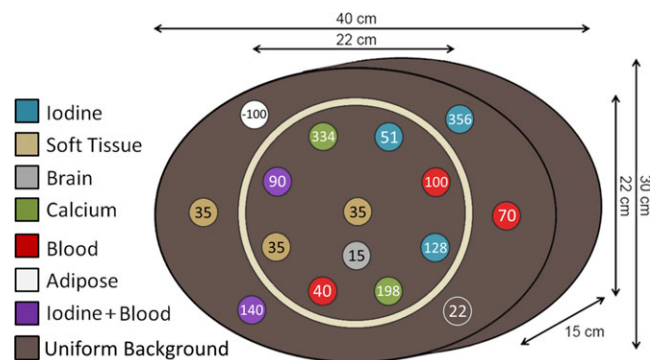 40 cm
22 cm
Iodine
Soft Tissue
Brain
Calcium
Blood
Adipose
Iodine+Blood
Uniform Background
-100
356
334
51
90
100
35
35
70
35
15
128
40
198
140
22
22 cm
30 cm
15 cm